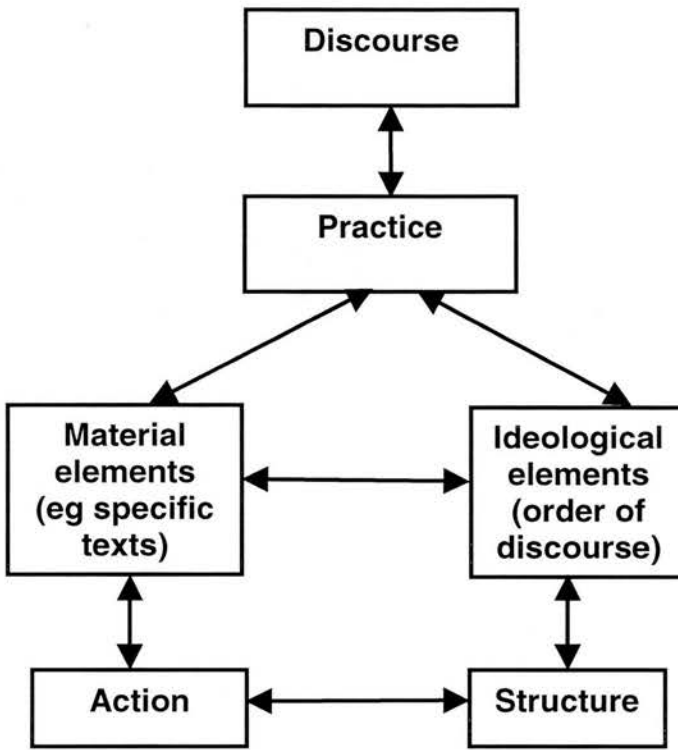 Discourse
Practice
Material
elements
(eg specific
texts)
Ideological
elements
(order of
discourse)
Action
Structure